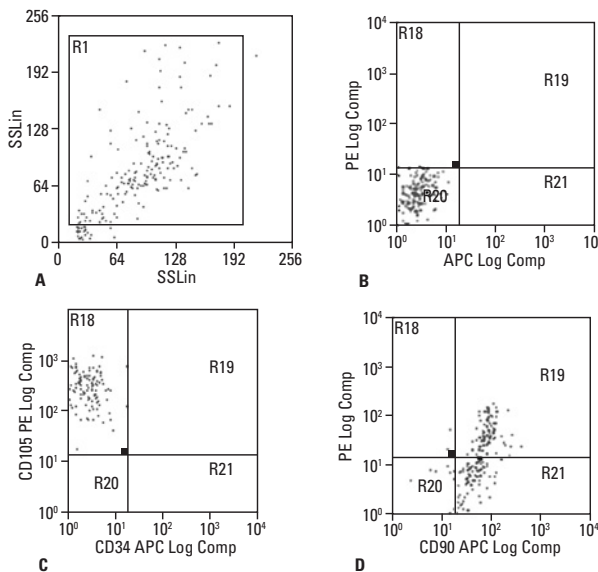 256
192
128
64
0
SSLin
R1
0 64 128 192 256
SSLin
A
10⁴
10³
10²
10¹
10⁰
PE Log Comp
R18
R19
R20
R21
10⁰ 10¹ 10² 10³ 10⁴
APC Log Comp
B
10³
10²
10¹
10⁰
CD105 PE Log Comp
R18
R19
R20
R21
10⁰ 10¹ 10² 10³ 10⁴
CD34 APC Log Comp
C
10⁴
10³
10²
10¹
10⁰
PE Log Comp
R18
R19
R20
R21
10⁰ 10¹ 10² 10³ 10⁴
CD90 APC Log Comp
D